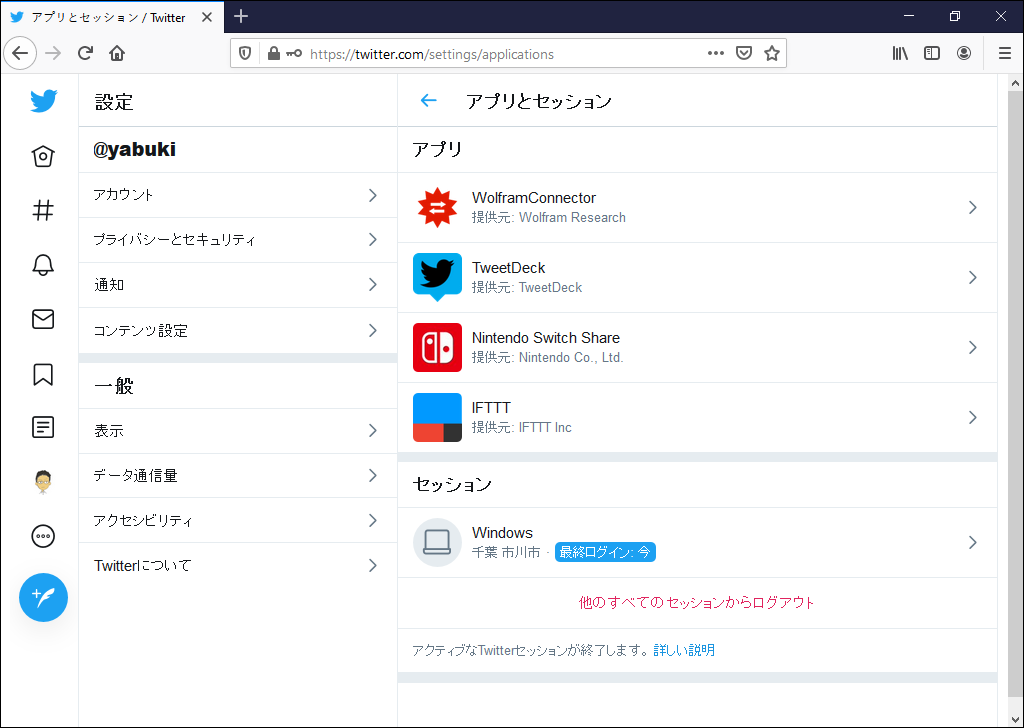 アプリとセッション / Twitter
https://twitter.com/settings/applications
設定
@yabuki
アカウント
プライバシーとセキュリティ
通知
コンテンツ設定
一般
表示
データ通信量
アクセシビリティ
Twitterについて
アプリとセッション
アプリ
WolframConnector
提供元: Wolfram Research
TweetDeck
提供元: TweetDeck
Nintendo Switch Share
提供元: Nintendo Co., Ltd.
IFTTT
提供元: IFTTT Inc
セッション
Windows
千葉 市川市 · 最終ログイン: 今
他のすべてのセッションからログアウト
アクティブなTwitterセッションが終了します。詳しい説明